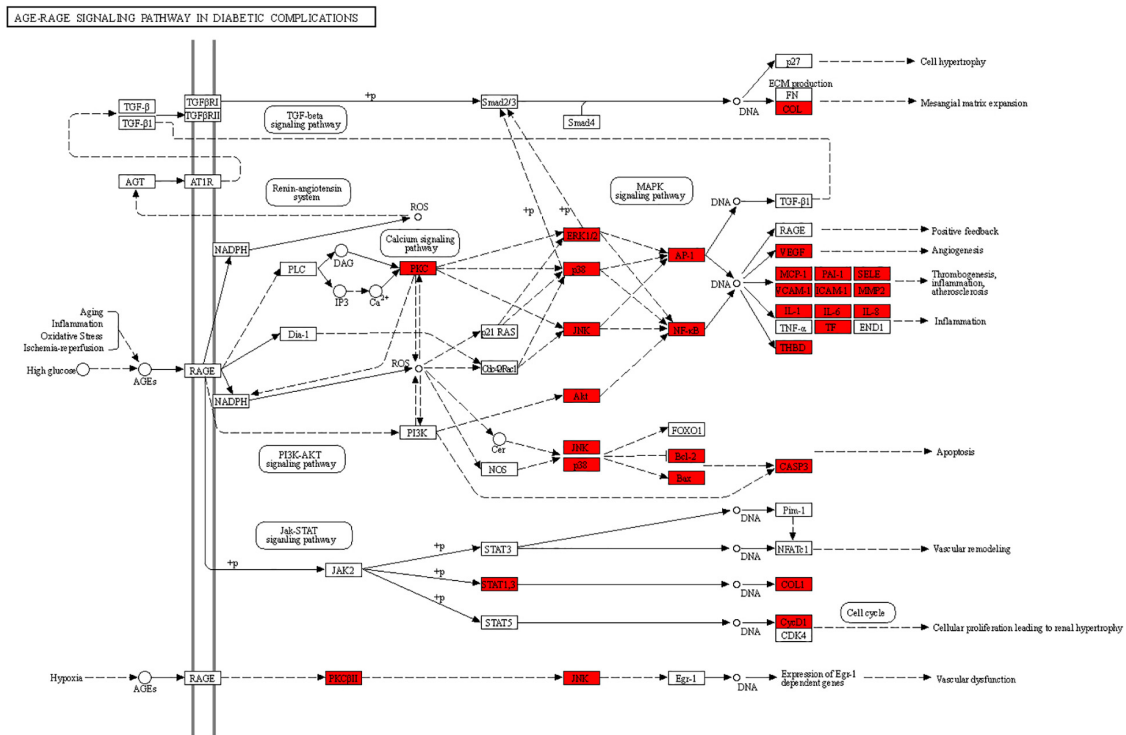 AGE-RAGE SIGNALING PATHWAY IN DIABETIC COMPLICATIONS
p27
Cell hypertrophy
ECM production
TGF-β
TGFβRI
+p
Smad2/3
FN
COL
DNA
Mesangial matrix expansion
TGF-β1
TGFβRII
TGF-beta
signaling pathway
Smad4
AGT
AT1R
Renin-angiotensin
system
MAPK
signaling pathway
DNA
TGF-β1
ROS
+p
+p
NADPH
Calcium signaling
pathway
ERK1/2
RAGE
Positive feedback
PLC
DAG
PKC
p38
AP-1
VEGF
Angiogenesis
DNA
MCP-1
PAI-1
SELE
Thrombogenesis,
inflammation,
atherosclerosis
VCAM-1
ICAM-1
MMP2
IP3
Ca2+
IL-1
IL-6
IL-8
Inflammation
TNF-α
TF
END1
Aging
Inflammation
Oxidative Stress
Ischemia-reperfusion
Dia-1
p21 RAS
JNK
NF-κB
THBD
High glucose
AGEs
RAGE
ROS
NADPH
Akt
PI3K
PI3K-AKT
signaling pathway
Cer
NOS
JNK
p38
FOXO1
Bcl-2
Bax
CASP3
Apoptosis
Jak-STAT
siganling pathway
DNA
Pim-1
+p
STAT3
DNA
NFATc1
Vascular remodeling
+p
JAK2
+p
STAT1,3
DNA
COL1
+p
STAT5
DNA
CycD1
CDK4
Cell cycle
Cellular proliferation leading to renal hypertrophy
Hypoxia
AGEs
RAGE
PKCβII
JNK
Egr-1
DNA
Expression of Egr-1
dependent genes
Vascular dysfunction